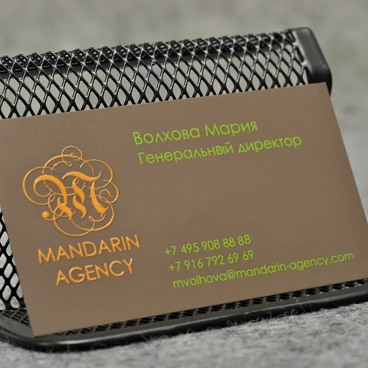 Волхова Мария
Генеральный директор
M
MANDARIN
AGENCY
+7 495 908 88 88
+7 916 792 69 69
mvolhova@mandarin-agency.com